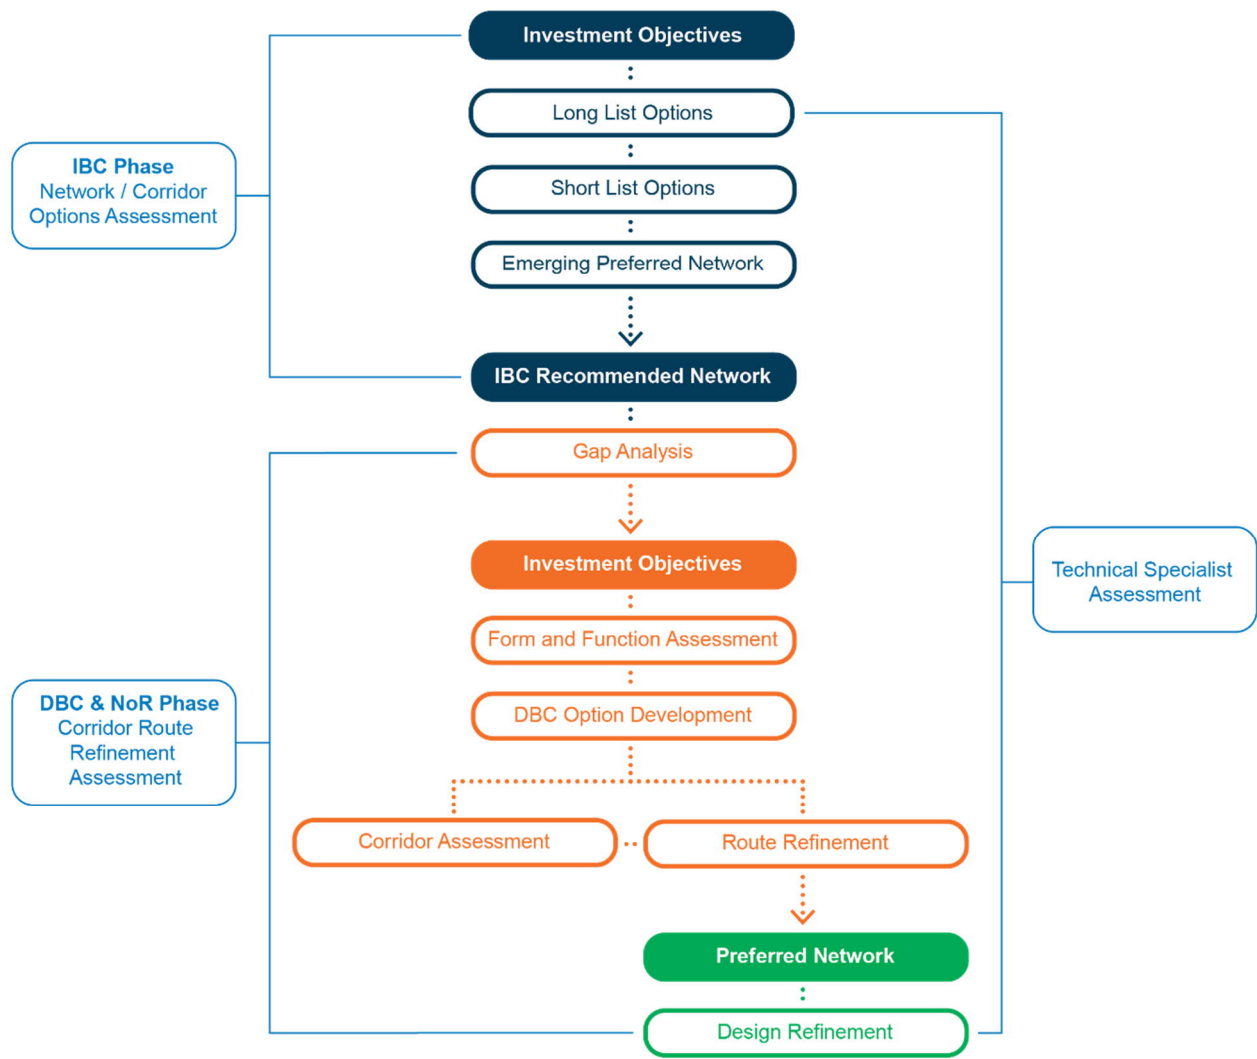 Investment Objectives
Long List Options
IBC Phase
Network / Corridor
Options Assessment
Short List Options
Emerging Preferred Network
IBC Recommended Network
Gap Analysis
Investment Objectives
Technical Specialist
Assessment
Form and Function Assessment
DBC & NoR Phase
Corridor Route
Refinement
Assessment
DBC Option Development
Corridor Assessment
Route Refinement
Preferred Network
Design Refinement